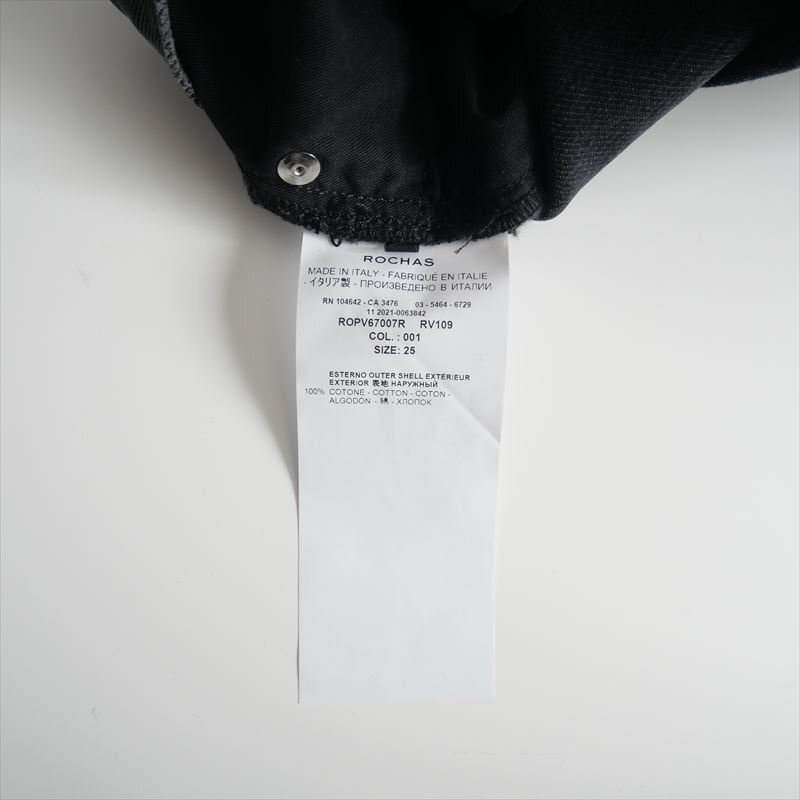 ROCHAS
MADE IN ITALY - FABRIQUÉ EN ITALIE
- イタリア製 - ПРОИЗВЕДЕНО В ИТАЛИИ
RN 104642 - CA 3476 03 - 5464 - 6729
11 2021-0063842
ROPV67007R RV109
COL. : 001
SIZE: 25
ESTERNO OUTER SHELL EXTÉRIEUR
EXTERIOR 表地 НАРУЖНЫЙ
100% COTONE - COTTON - COTON -
ALGODÓN - 綿 - ХЛОПОК